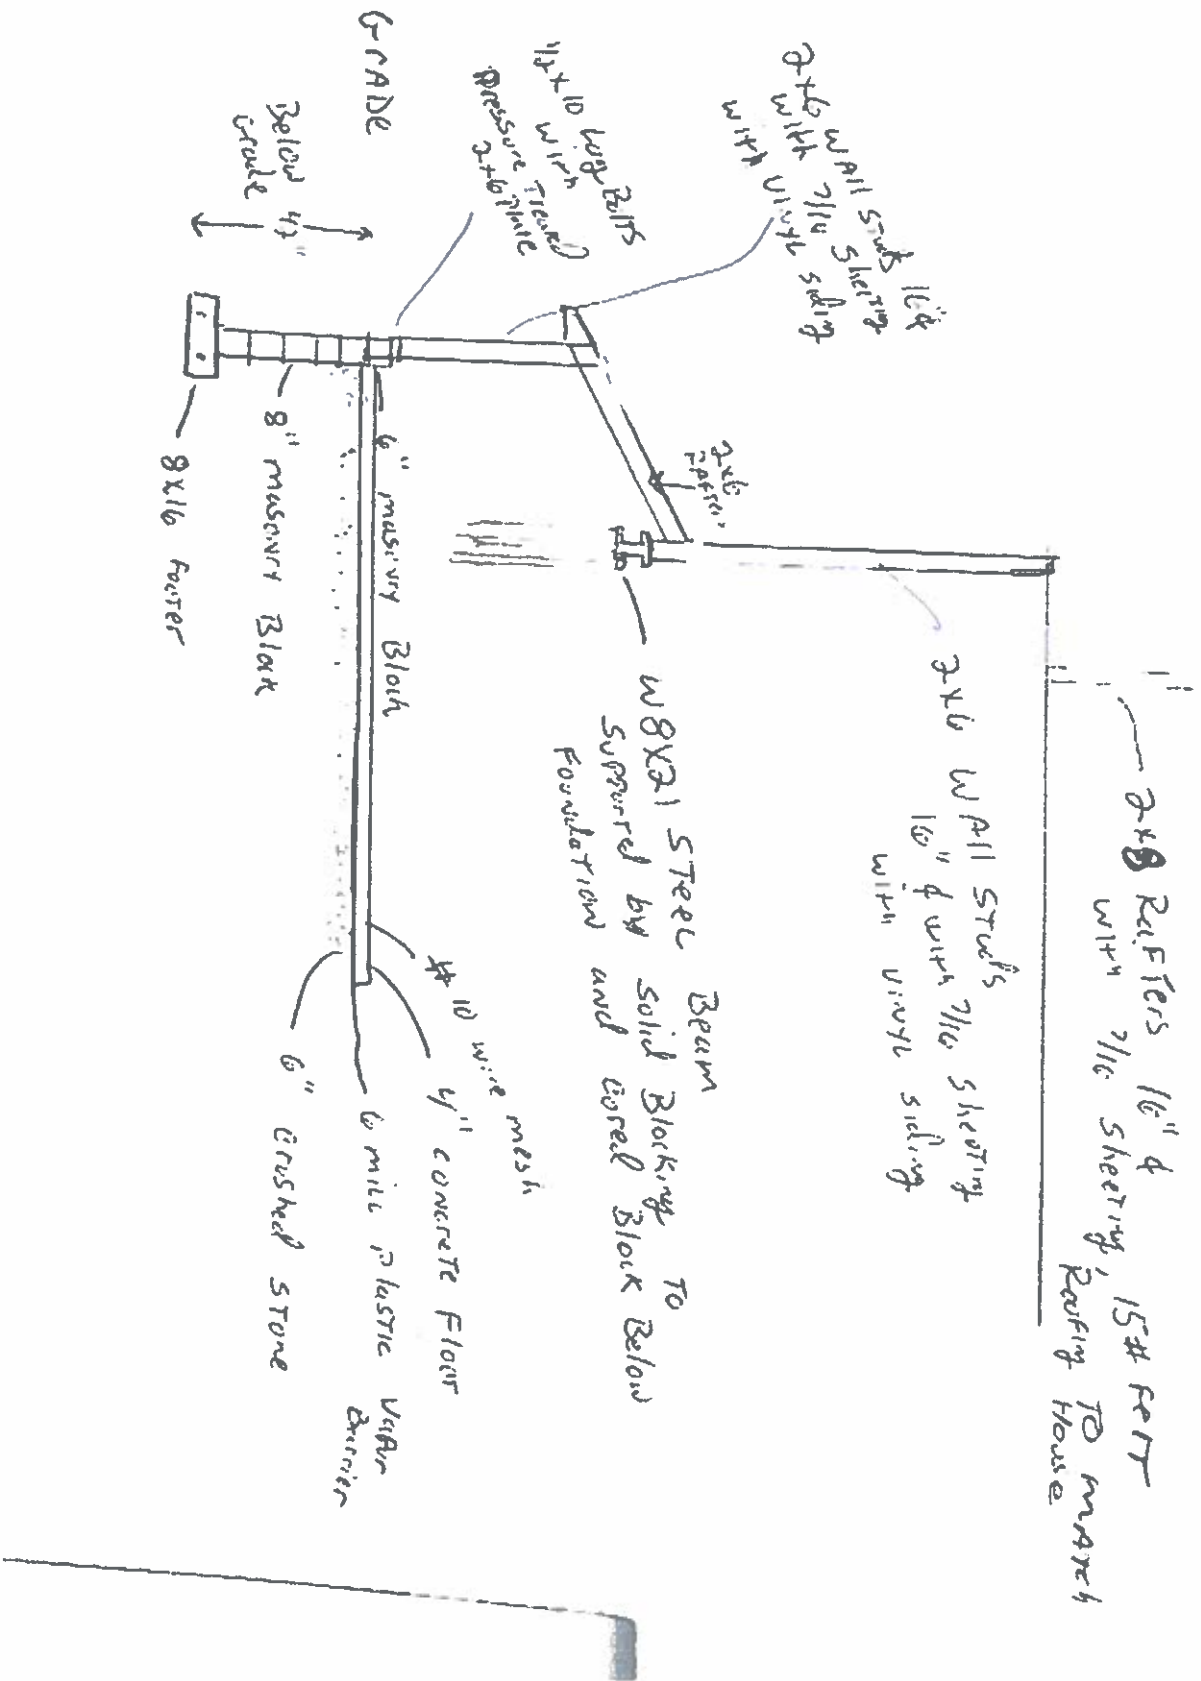 2x8 Rafters 16" ¢
with 7/16 sheeting, 15# felt
Roofing To match
House
2x6 WAll studs
16" ¢ with 7/16 sheeting
with vinyl siding
W8x21 STeel Beam
Supported by solid Blocking To
Foundation and Cored Block Below
2x6
rafter
2x6 WAll studs 16¢
with 7/16 sheeting
with vinyl siding
1/2 x 10 Lug Bolts
with
Pressure Treated
2x6 Plate
GrADe
Below 42"
Grade
6" masonry Block
8" masonry Block
8x16 Footer
# 10 wire mesh
4" concrete Floor
6 mill Plastic Vapor
Barrier
6" Crushed STone